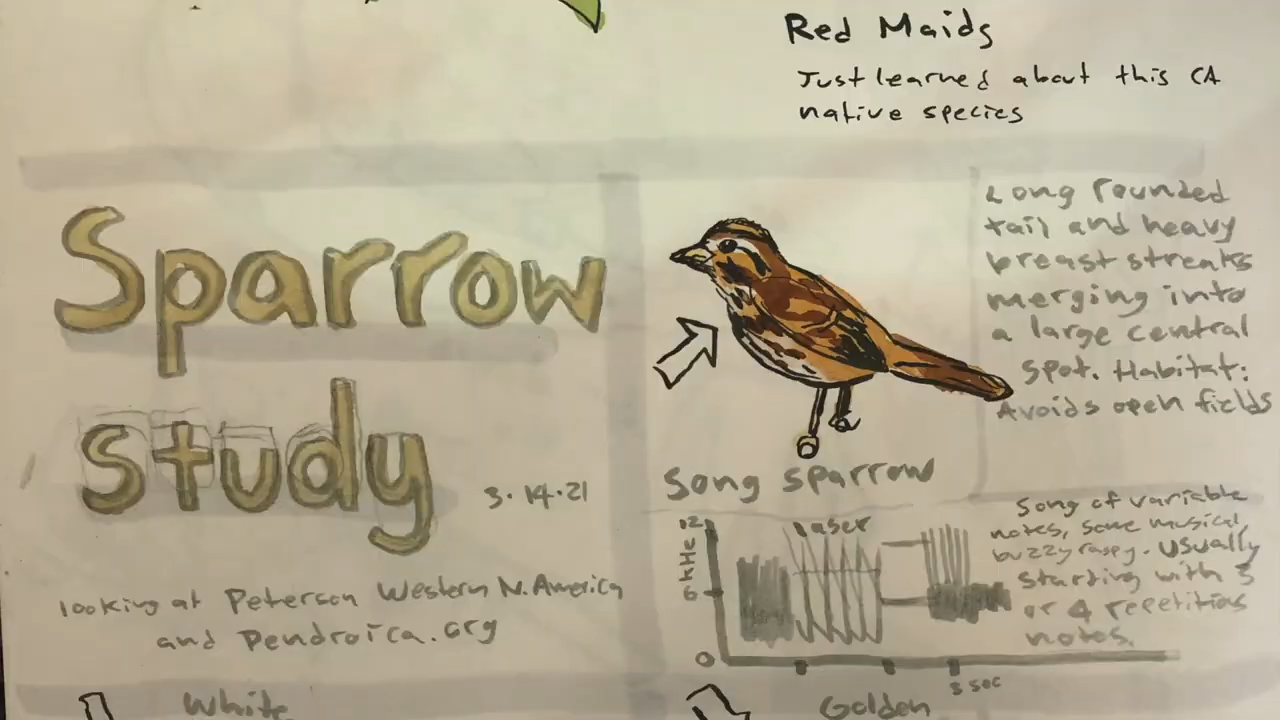 Red Maids
Just learned about this CA
native species
Sparrow
study
3.14.21
looking at Peterson Western N. America
and Dendroica.org
Song sparrow
Long rounded
tail and heavy
breast streaks
merging into
a large central
spot. Habitat:
Avoids open fields
12
kHz
6
0
laser
3 sec
Song of variable
notes, some musical,
buzzy raspy. Usually
starting with 3
or 4 repetitias
notes.
White
Golden